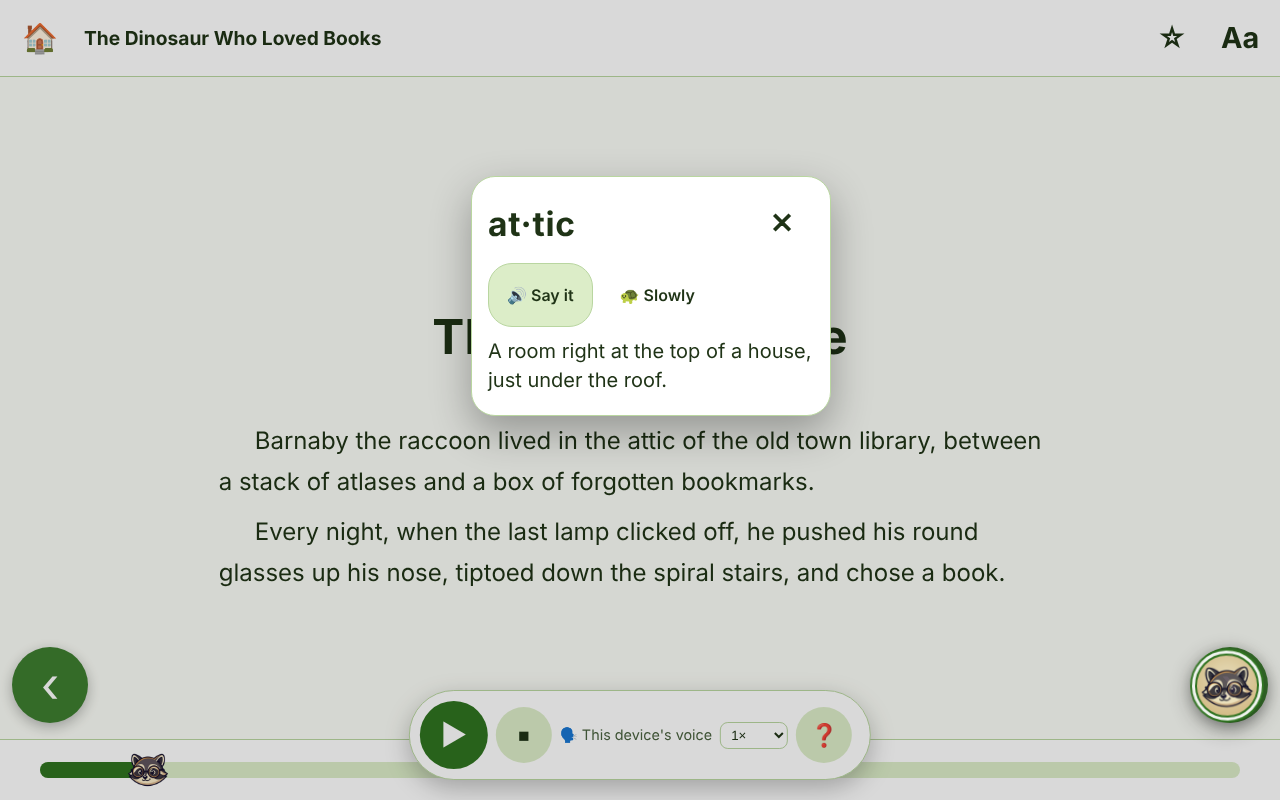 The Dinosaur Who Loved Books
Aa
at·tic
Say it
Slowly
A room right at the top of a house,
just under the roof.
Barnaby the raccoon lived in the attic of the old town library, between
a stack of atlases and a box of forgotten bookmarks.
Every night, when the last lamp clicked off, he pushed his round
glasses up his nose, tiptoed down the spiral stairs, and chose a book.
This device's voice
1×